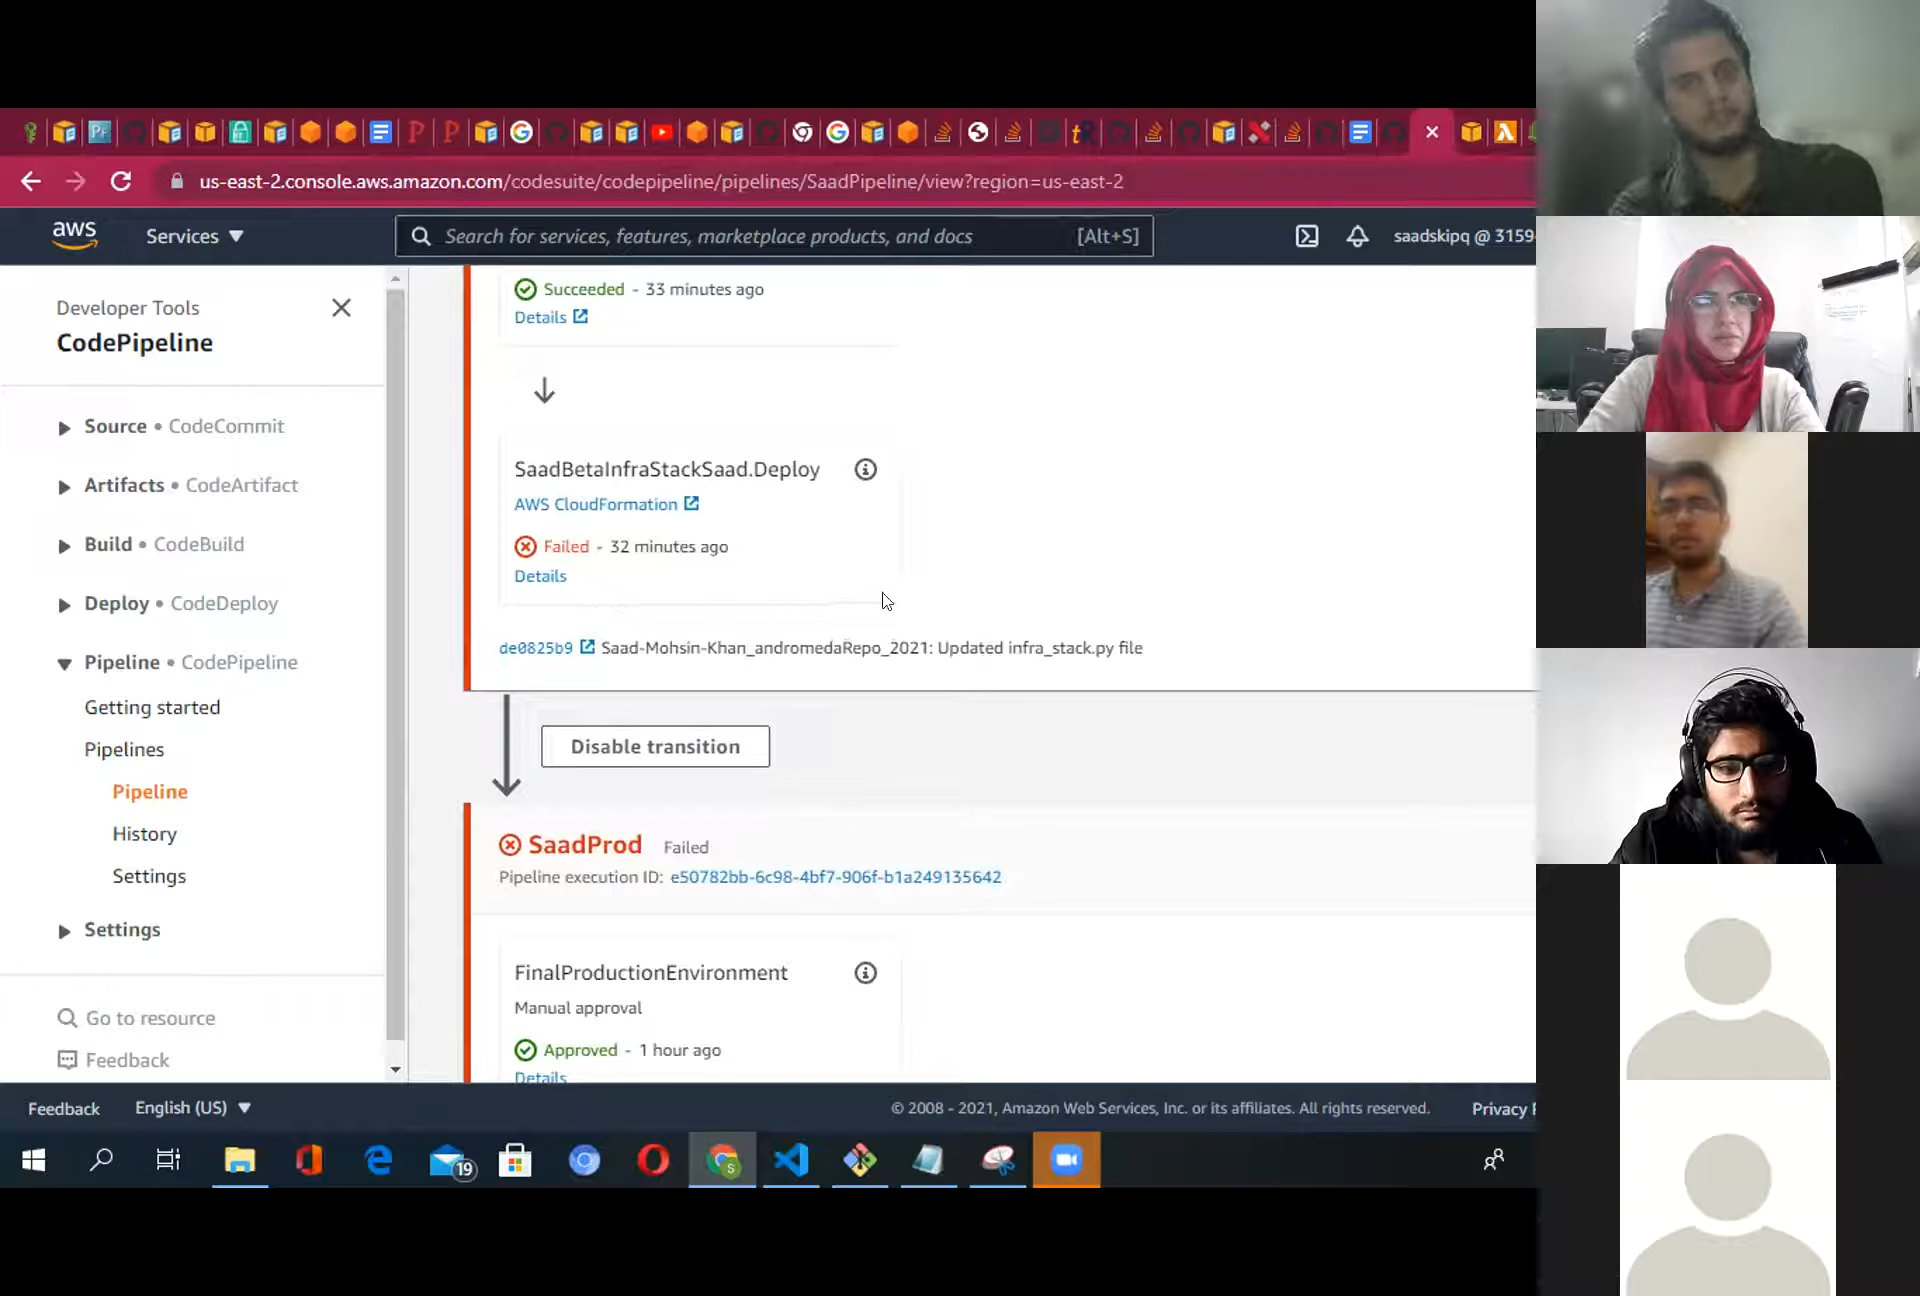 us-east-2.console.aws.amazon.com/codesuite/codepipeline/pipelines/SaadPipeline/view?region=us-east-2
aws
Services
Search for services, features, marketplace products, and docs
[Alt+S]
saadskipq @ 3159
Developer Tools
CodePipeline
Source • CodeCommit
Artifacts • CodeArtifact
Build • CodeBuild
Deploy • CodeDeploy
Pipeline • CodePipeline
Getting started
Pipelines
Pipeline
History
Settings
Settings
Go to resource
Feedback
Succeeded - 33 minutes ago
Details
SaadBetaInfraStackSaad.Deploy
AWS CloudFormation
Failed - 32 minutes ago
Details
de0825b9 Saad-Mohsin-Khan_andromedaRepo_2021: Updated infra_stack.py file
Disable transition
SaadProd Failed
Pipeline execution ID: e50782bb-6c98-4bf7-906f-b1a249135642
FinalProductionEnvironment
Manual approval
Approved - 1 hour ago
Details
Feedback
English (US)
© 2008 - 2021, Amazon Web Services, Inc. or its affiliates. All rights reserved.
Privacy
19